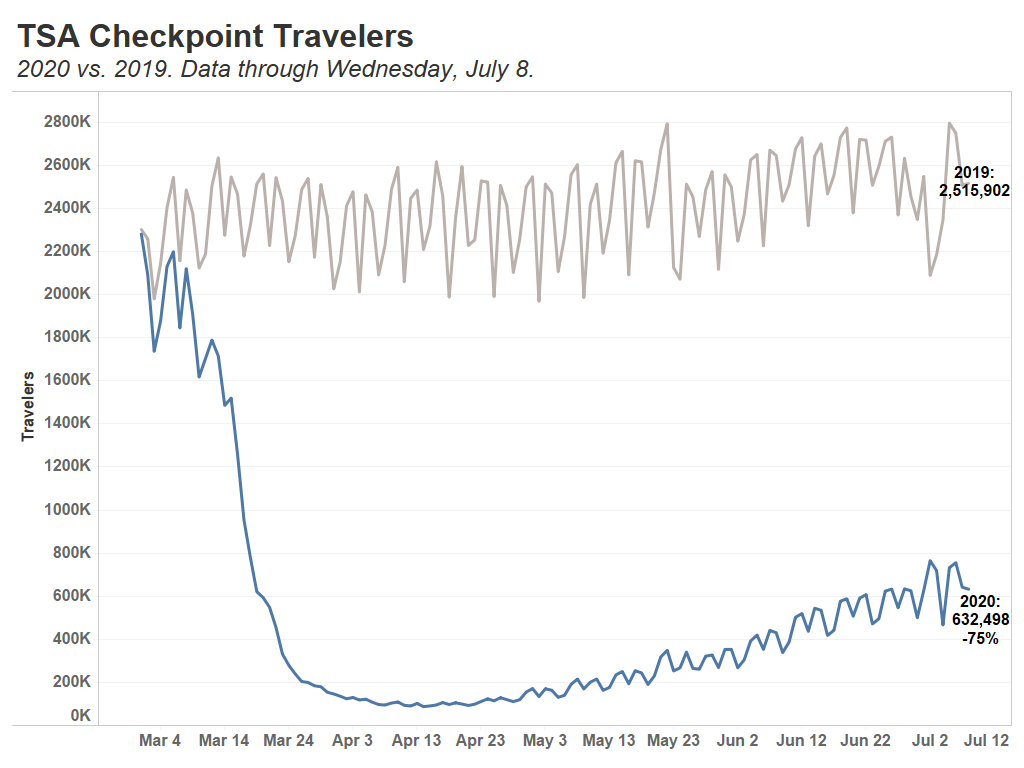 TSA Checkpoint Travelers
2020 vs. 2019. Data through Wednesday, July 8.
2800K
2600K
2400K
2200K
2000K
1800K
1600K
1400K
1200K
1000K
800K
600K
400K
200K
0K
Travelers
2019:
2,515,902
2020:
632,498
-75%
Mar 4 Mar 14 Mar 24 Apr 3 Apr 13 Apr 23 May 3 May 13 May 23 Jun 2 Jun 12 Jun 22 Jul 2 Jul 12